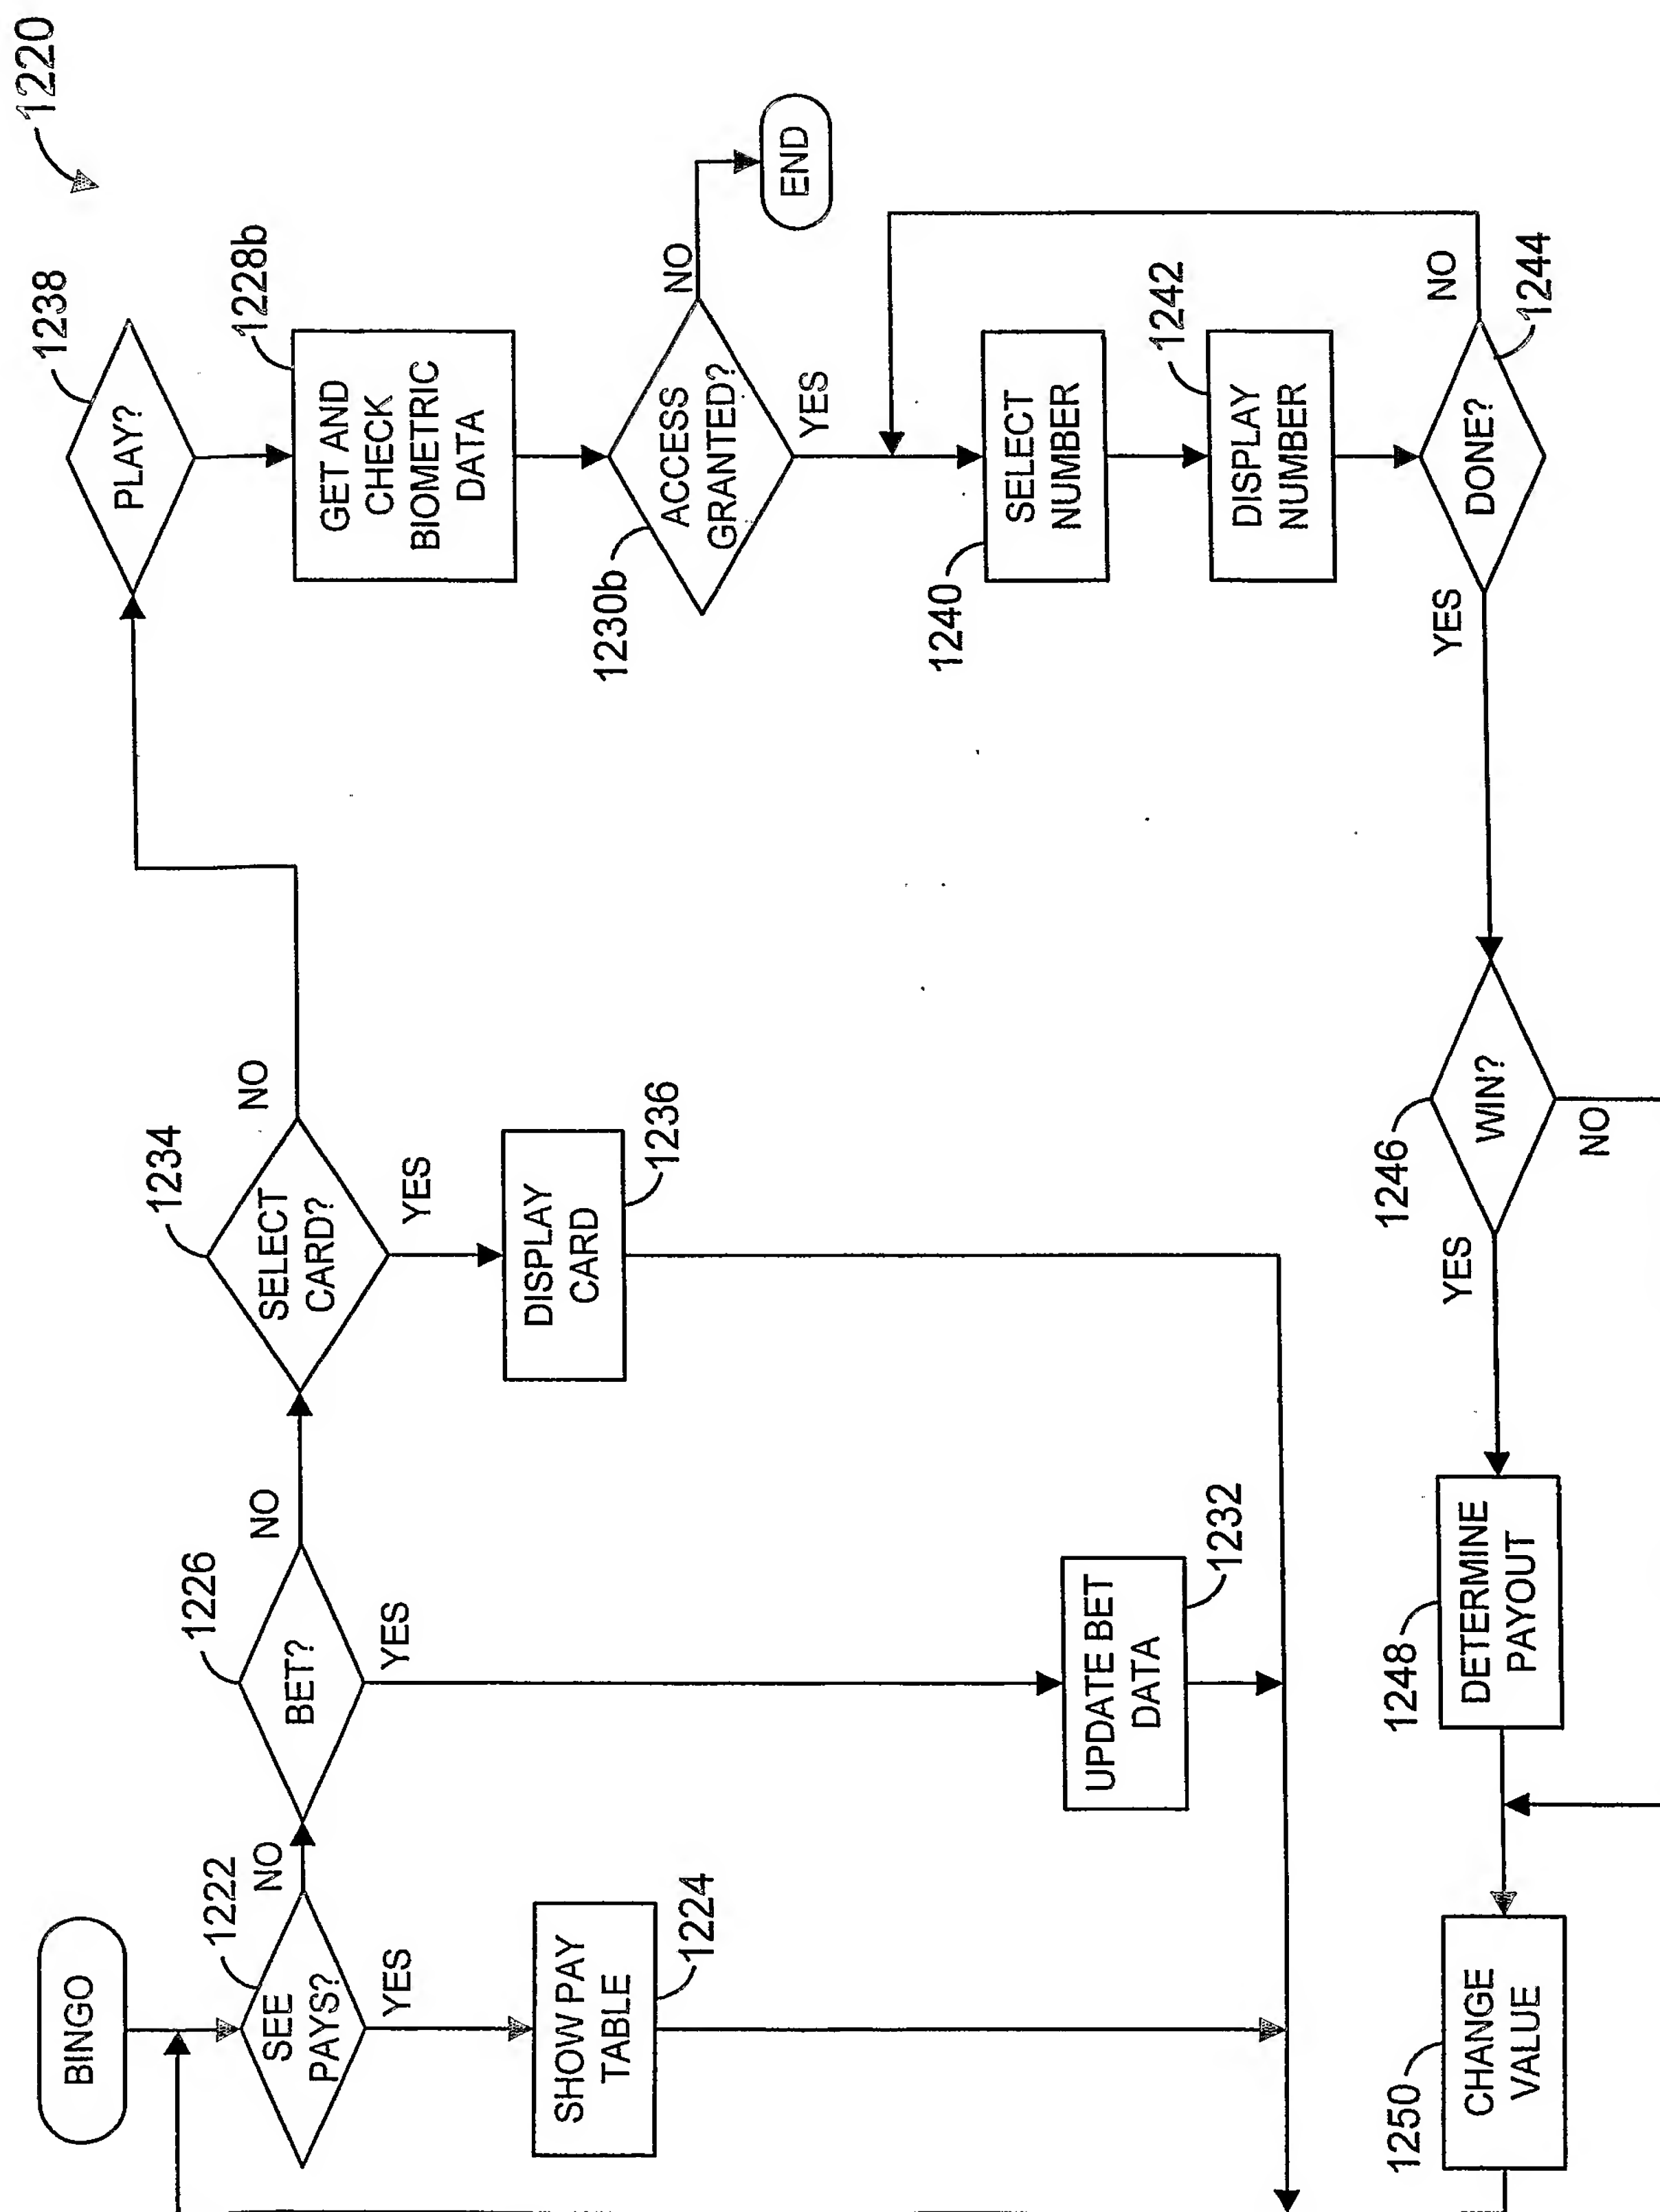 1220
BINGO
1222
SEE
PAYS?
NO
YES
SHOW PAY
TABLE
1224
1226
BET?
NO
YES
UPDATE BET
DATA
1232
1234
SELECT
CARD?
NO
YES
DISPLAY
CARD
1236
1238
PLAY?
1228b
GET AND
CHECK
BIOMETRIC
DATA
1230b
ACCESS
GRANTED?
NO
END
YES
1240
SELECT
NUMBER
1242
DISPLAY
NUMBER
DONE?
1244
NO
YES
1246
WIN?
NO
YES
1248
DETERMINE
PAYOUT
1250
CHANGE
VALUE